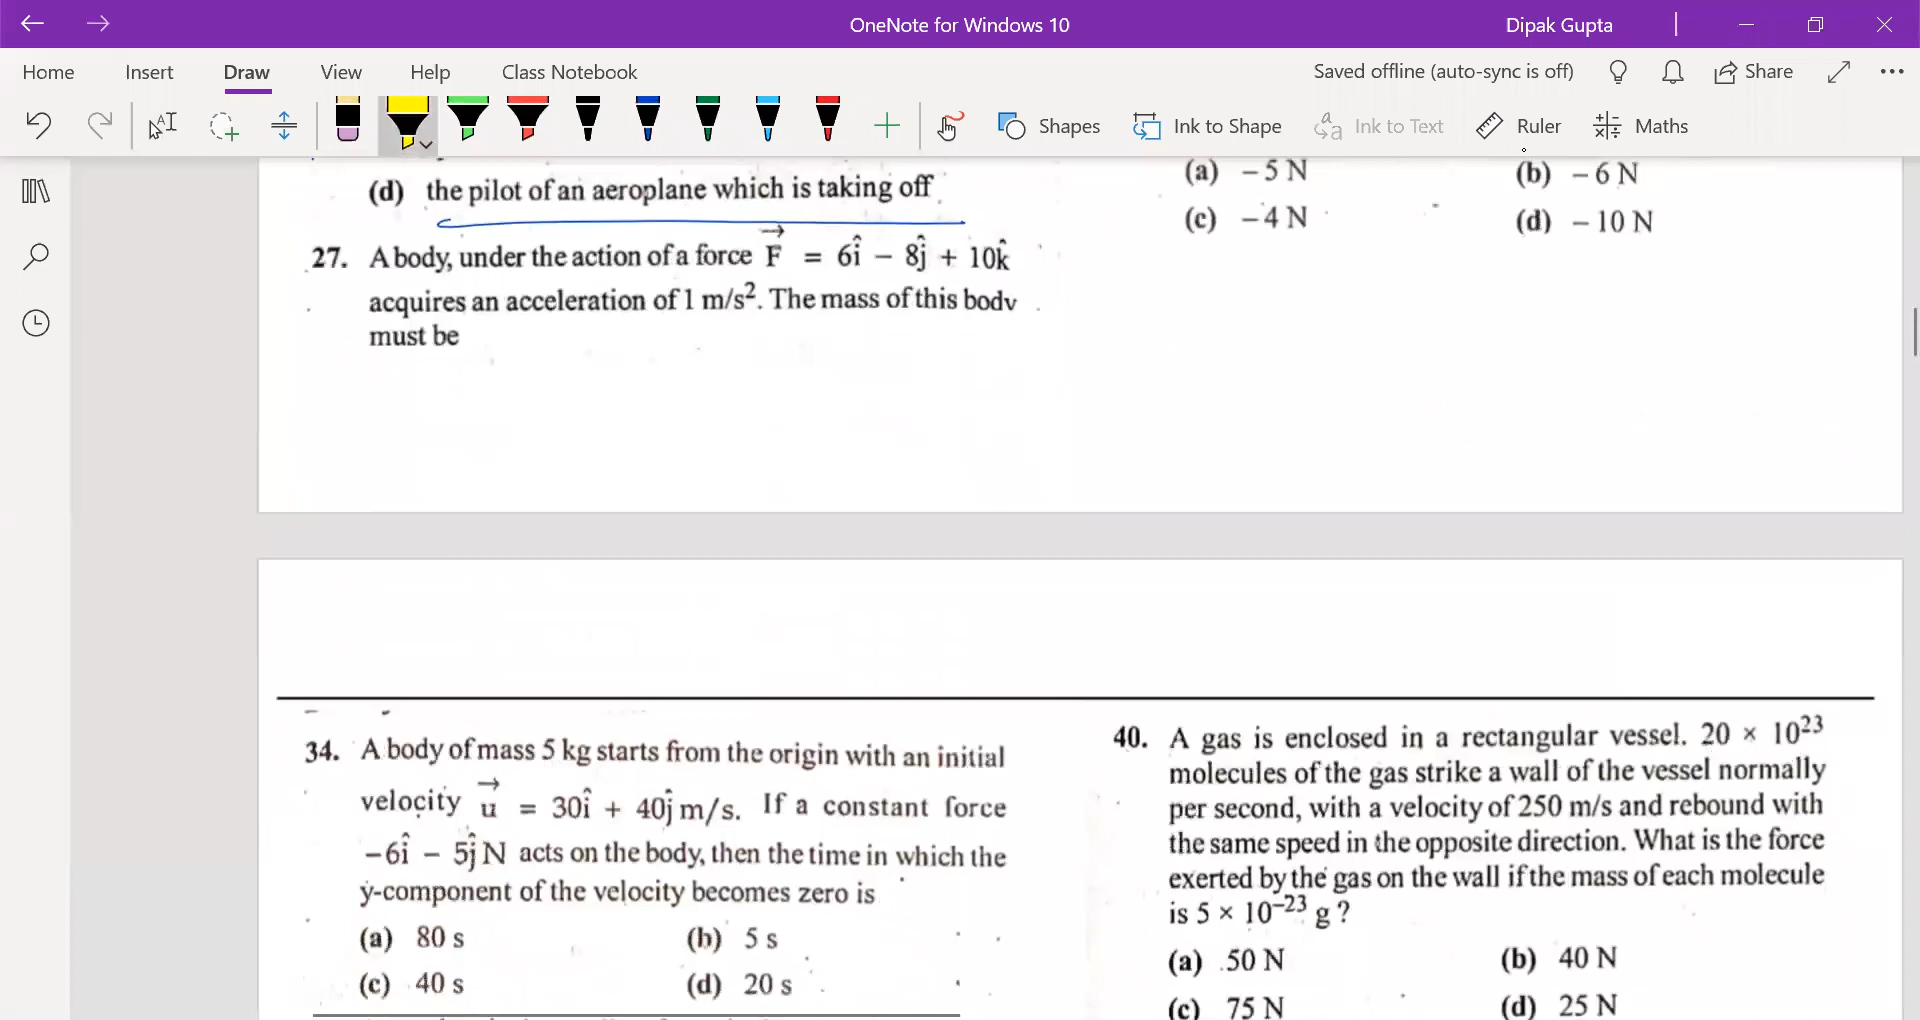 OneNote for Windows 10
Dipak Gupta
Home
Insert
Draw
View
Help
Class Notebook
Saved offline (auto-sync is off)
Share
Shapes
Ink to Shape
Ink to Text
Ruler
Maths
(d) the pilot of an aeroplane which is taking off
27. A body, under the action of a force F⃗ = 6î − 8ĵ + 10k̂
acquires an acceleration of 1 m/s². The mass of this body
must be
(a) − 5 N (b) − 6 N
(c) − 4 N (d) − 10 N
34. A body of mass 5 kg starts from the origin with an initial
velocity u⃗ = 30î + 40ĵ m/s. If a constant force
−6î − 5ĵ N acts on the body, then the time in which the
y-component of the velocity becomes zero is
(a) 80 s (b) 5 s
(c) 40 s (d) 20 s
40. A gas is enclosed in a rectangular vessel. 20 × 10²³
molecules of the gas strike a wall of the vessel normally
per second, with a velocity of 250 m/s and rebound with
the same speed in the opposite direction. What is the force
exerted by the gas on the wall if the mass of each molecule
is 5 × 10⁻²³ g ?
(a) 50 N (b) 40 N
(c) 75 N (d) 25 N